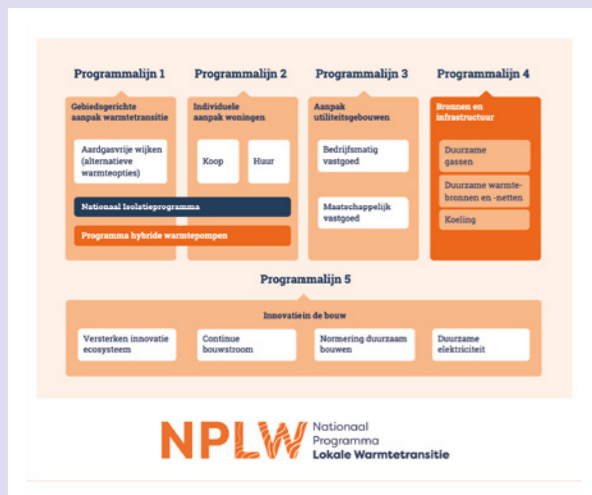 Programmalijn 1
Programmalijn 2
Programmalijn 3
Programmalijn 4
Gebiedsgerichte
aanpak warmtetransitie
Aardgasvrije wijken
(alternatieve
warmteopties)
Individuele
aanpak woningen
Koop
Huur
Nationaal Isolatieprogramma
Programma hybride warmtepompen
Aanpak
utiliteitsgebouwen
Bedrijfsmatig
vastgoed
Maatschappelijk
vastgoed
Bronnen en
infrastructuur
Duurzame
gassen
Duurzame warmte-
bronnen en -netten
Koeling
Programmalijn 5
Innovatiein de bouw
Versterken innovatie
ecosysteem
Continue
bouwstroom
Normering duurzaam
bouwen
Duurzame
elektriciteit
NPLW
Nationaal
Programma
Lokale Warmtetransitie